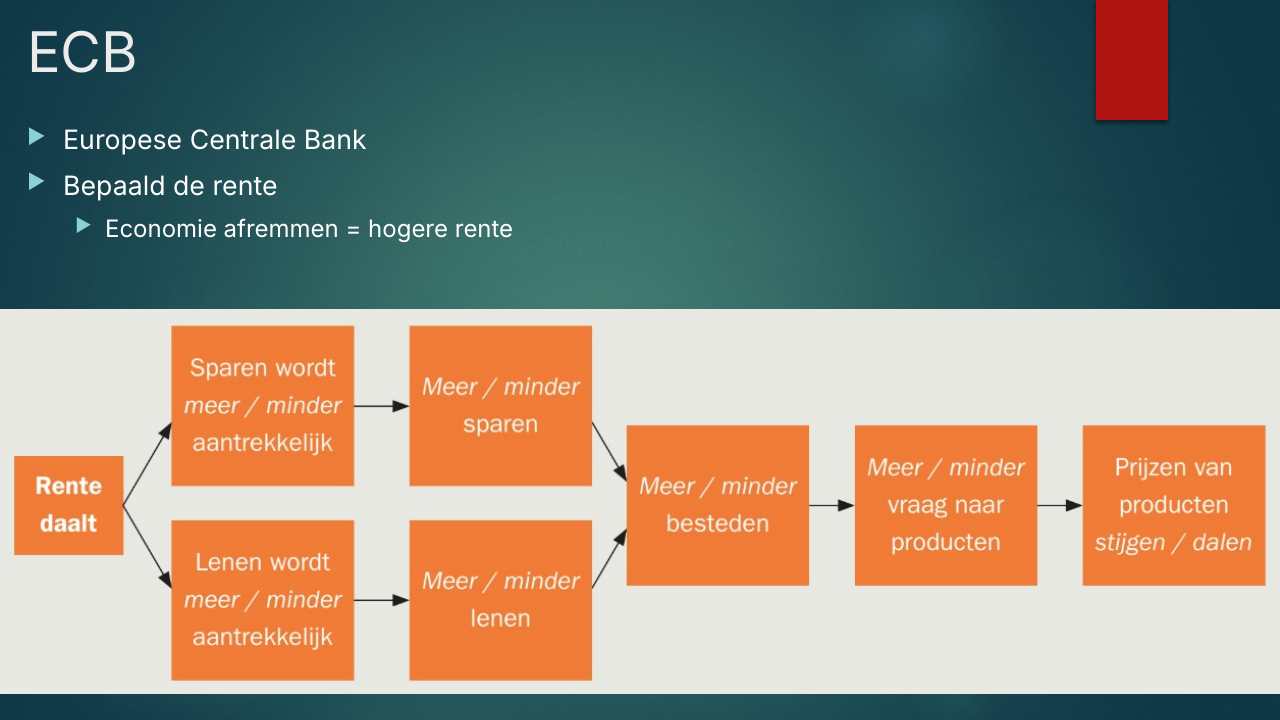 ECB
Europese Centrale Bank
Bepaald de rente
Economie afremmen = hogere rente
Rente
daalt
Sparen wordt
meer / minder
aantrekkelijk
Meer / minder
sparen
Lenen wordt
meer / minder
aantrekkelijk
Meer / minder
lenen
Meer / minder
besteden
Meer / minder
vraag naar
producten
Prijzen van
producten
stijgen / dalen